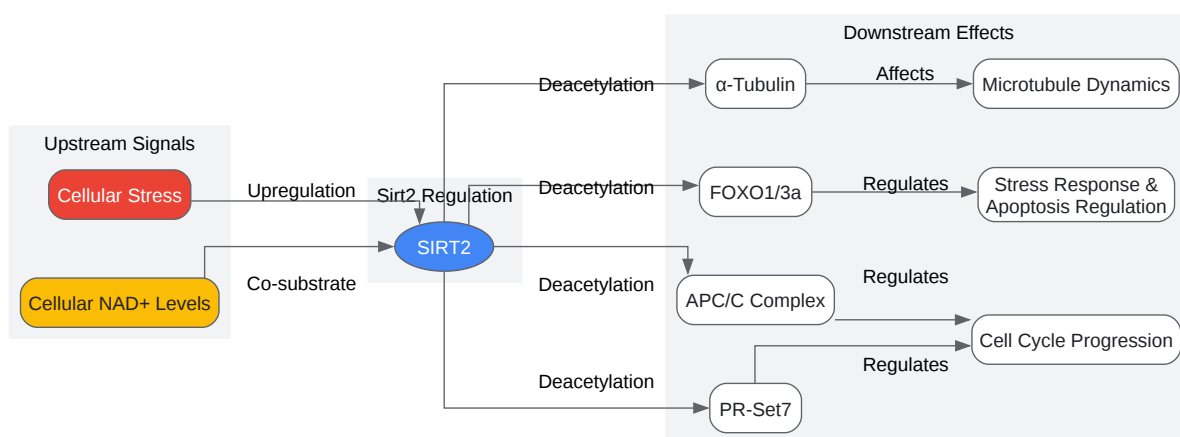 Downstream Effects
Deacetylation
α-Tubulin
Affects
Microtubule Dynamics
Upstream Signals
Cellular Stress
Upregulation
Sirt2 Regulation
Deacetylation
FOXO1/3a
Regulates
Stress Response &
Apoptosis Regulation
SIRT2
Cellular NAD+ Levels
Co-substrate
Deacetylation
APC/C Complex
Regulates
Cell Cycle Progression
Regulates
Deacetylation
PR-Set7